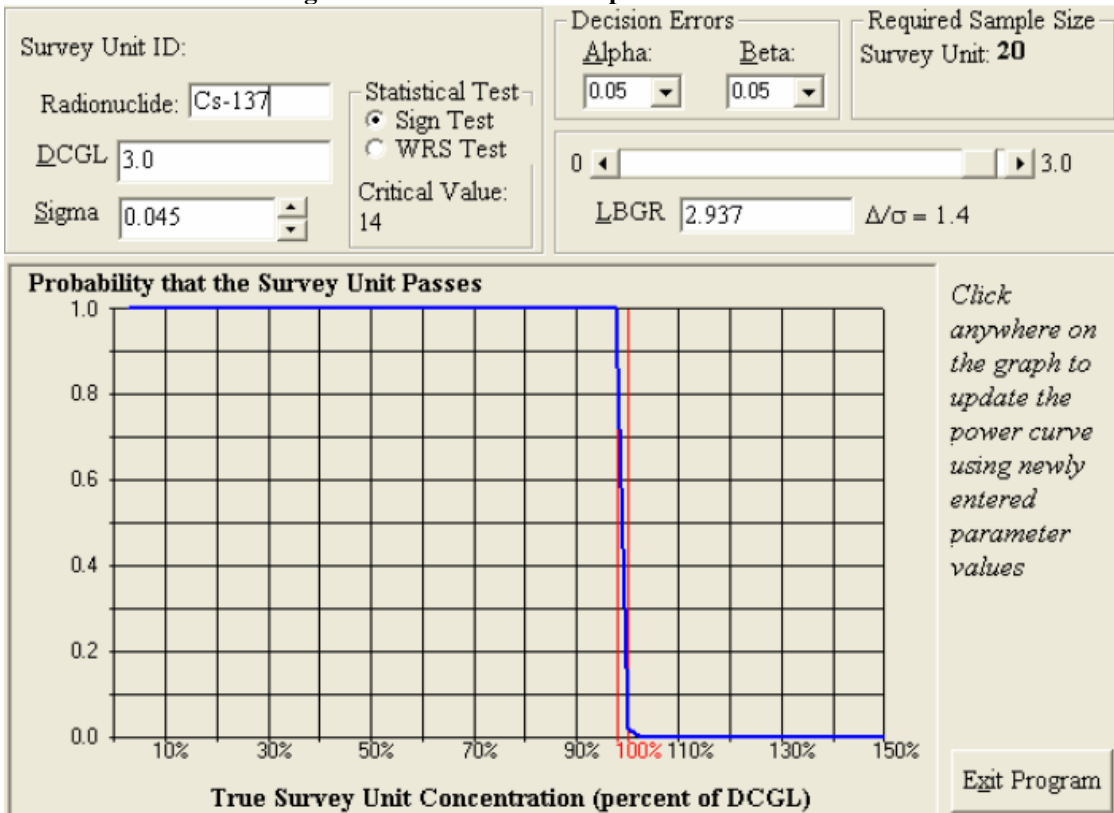 Survey Unit ID:
Radionuclide: Cs-137
DCGL 3.0
Sigma 0.045
Statistical Test
Sign Test
WRS Test
Critical Value:
14
Decision Errors
Alpha: Beta:
0.05 0.05
Required Sample Size
Survey Unit: 20
0 3.0
LBGR 2.937 Δ/σ = 1.4
Probability that the Survey Unit Passes
1.0
0.8
0.6
0.4
0.2
0.0
10% 30% 50% 70% 90% 100% 110% 130% 150%
True Survey Unit Concentration (percent of DCGL)
Click
anywhere on
the graph to
update the
power curve
using newly
entered
parameter
values
Exit Program